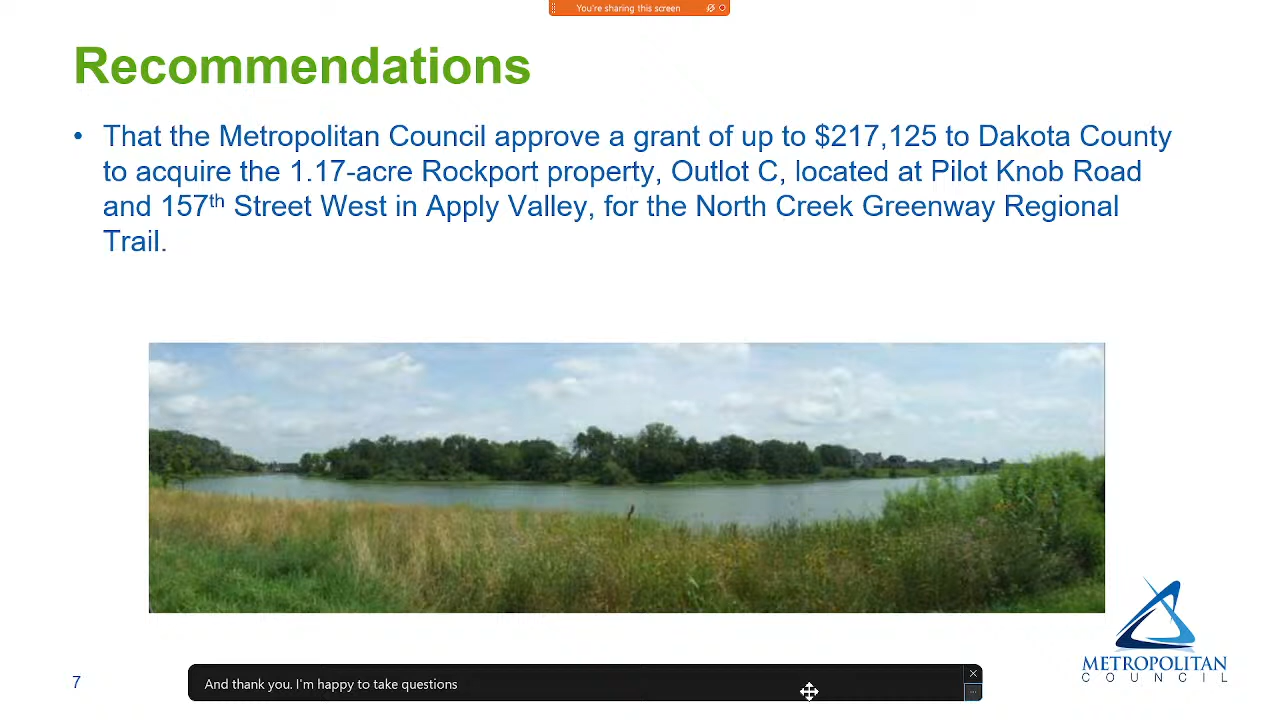 You're sharing this screen
Recommendations
• That the Metropolitan Council approve a grant of up to $217,125 to Dakota County
to acquire the 1.17-acre Rockport property, Outlot C, located at Pilot Knob Road
and 157th Street West in Apply Valley, for the North Creek Greenway Regional
Trail.
METROPOLITAN
COUNCIL
7
And thank you. I'm happy to take questions